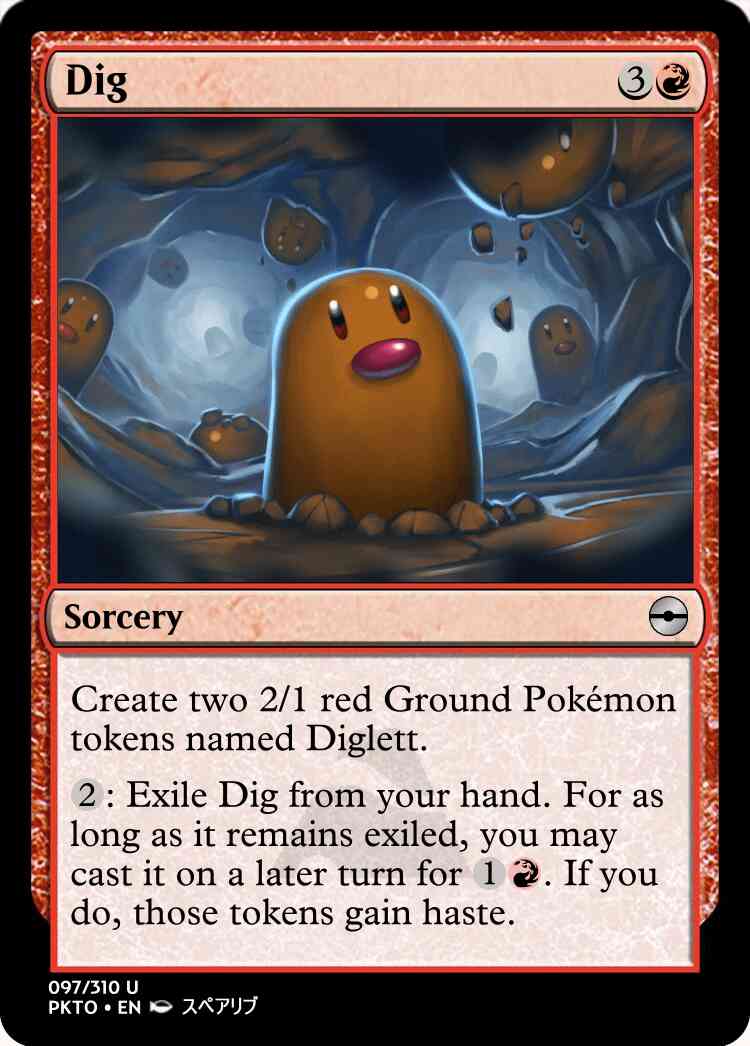 Dig 3
Sorcery
Create two 2/1 red Ground Pokémon
tokens named Diglett.
2: Exile Dig from your hand. For as
long as it remains exiled, you may
cast it on a later turn for 1. If you
do, those tokens gain haste.
097/310 U
PKTO • EN スペアリブ